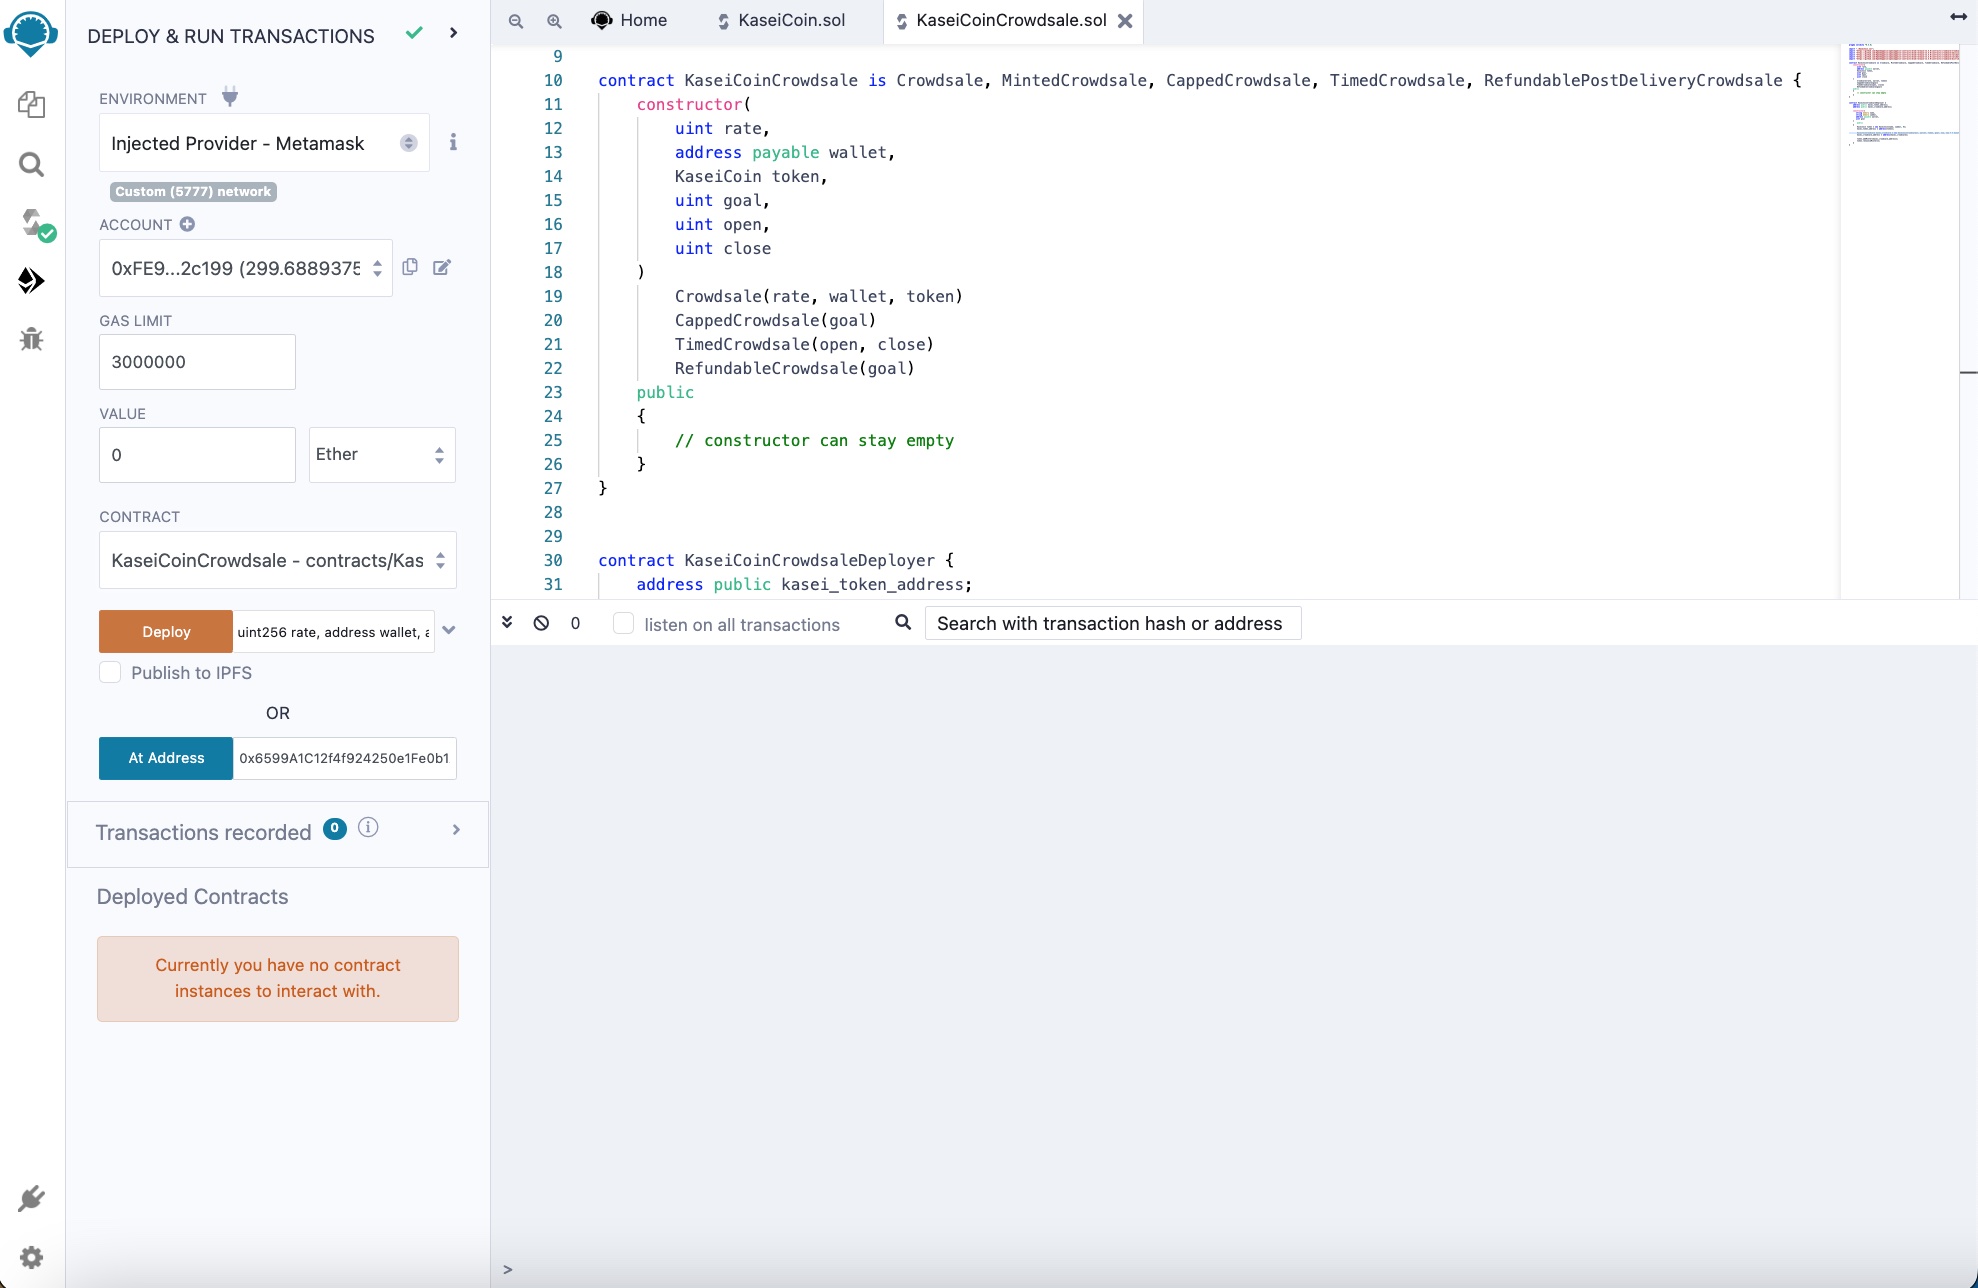 DEPLOY & RUN TRANSACTIONS
ENVIRONMENT
Injected Provider - Metamask
Custom (5777) network
ACCOUNT
0xFE9...2c199 (299.6889375
GAS LIMIT
3000000
VALUE
0
Ether
CONTRACT
KaseiCoinCrowdsale - contracts/Kas
Deploy
uint256 rate, address wallet, a
Publish to IPFS
OR
At Address
0x6599A1C12f4f924250e1Fe0b1
Transactions recorded 0
Deployed Contracts
Currently you have no contract
instances to interact with.
Home
KaseiCoin.sol
KaseiCoinCrowdsale.sol
9
10 contract KaseiCoinCrowdsale is Crowdsale, MintedCrowdsale, CappedCrowdsale, TimedCrowdsale, RefundablePostDeliveryCrowdsale {
11 constructor(
12 uint rate,
13 address payable wallet,
14 KaseiCoin token,
15 uint goal,
16 uint open,
17 uint close
18 )
19 Crowdsale(rate, wallet, token)
20 CappedCrowdsale(goal)
21 TimedCrowdsale(open, close)
22 RefundableCrowdsale(goal)
23 public
24 {
25 // constructor can stay empty
26 }
27 }
28
29
30 contract KaseiCoinCrowdsaleDeployer {
31 address public kasei_token_address;
0
listen on all transactions
Search with transaction hash or address
>